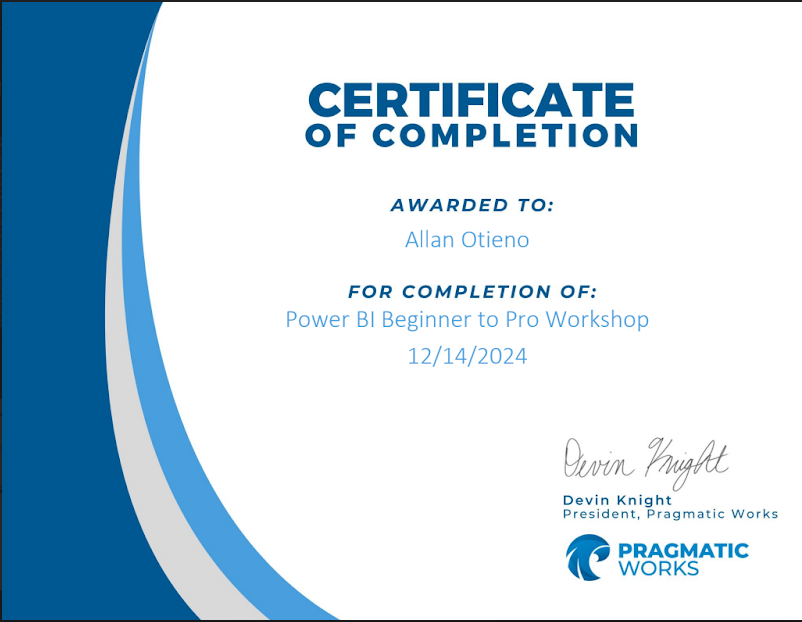 CERTIFICATE
OF COMPLETION
AWARDED TO:
Allan Otieno
FOR COMPLETION OF:
Power BI Beginner to Pro Workshop
12/14/2024
Devin Knight
Devin Knight
President, Pragmatic Works
PRAGMATIC
WORKS